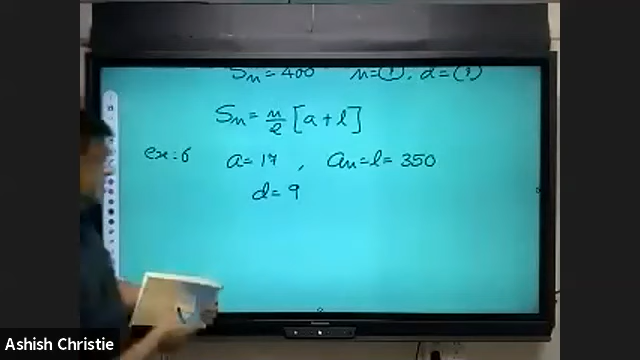 Sn = 400 n = (?), d = (?)
Sn = n/2 [a + l]
ex:6 a = 17 , an = l = 350
d = 9
Ashish Christie